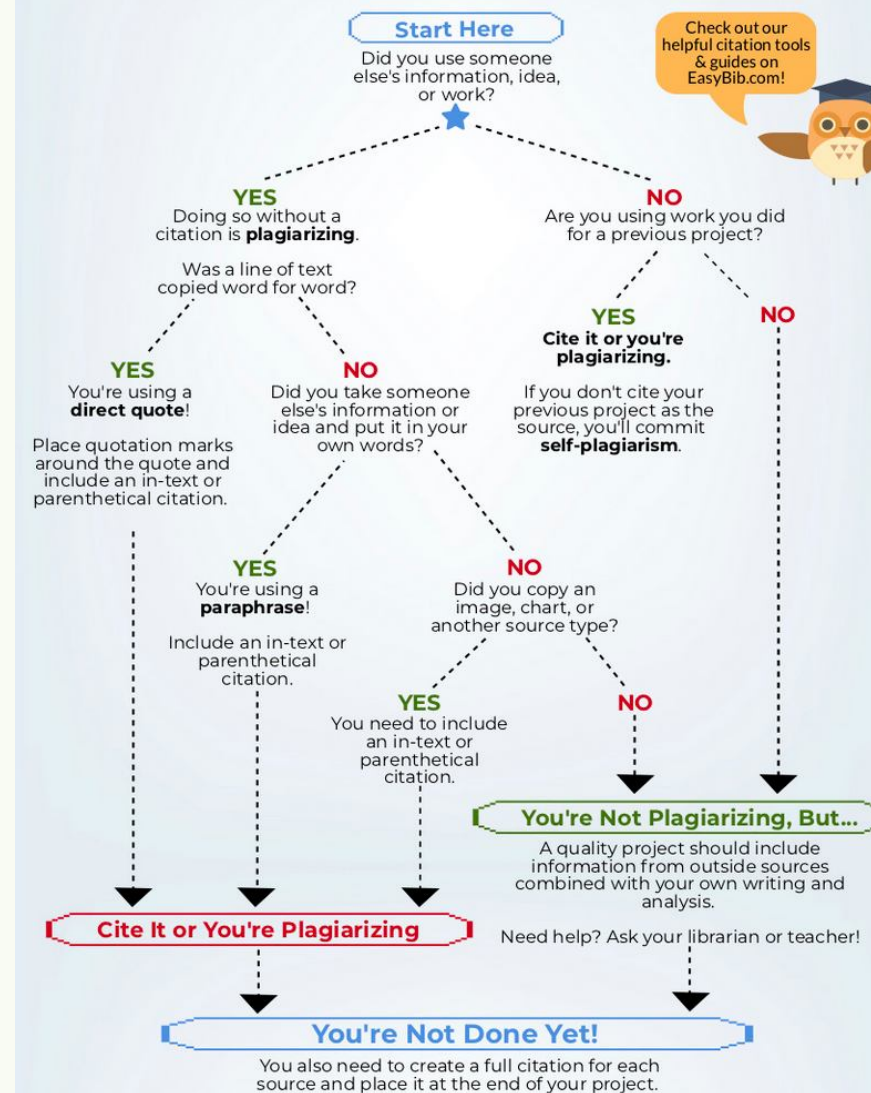 Start Here
Did you use someone
else's information, idea,
or work?
Check out our
helpful citation tools
& guides on
EasyBib.com!
YES
Doing so without a
citation is plagiarizing.
Was a line of text
copied word for word?
NO
Are you using work you did
for a previous project?
YES
Cite it or you're
plagiarizing.
If you don't cite your
previous project as the
source, you'll commit
self-plagiarism.
NO
YES
You're using a
direct quote!
Place quotation marks
around the quote and
include an in-text or
parenthetical citation.
NO
Did you take someone
else's information or
idea and put it in your
own words?
YES
You're using a
paraphrase!
Include an in-text or
parenthetical
citation.
NO
Did you copy an
image, chart, or
another source type?
YES
You need to include
an in-text or
parenthetical
citation.
NO
You're Not Plagiarizing, But...
A quality project should include
information from outside sources
combined with your own writing and
analysis.
Need help? Ask your librarian or teacher!
Cite It or You're Plagiarizing
You're Not Done Yet!
You also need to create a full citation for each
source and place it at the end of your project.